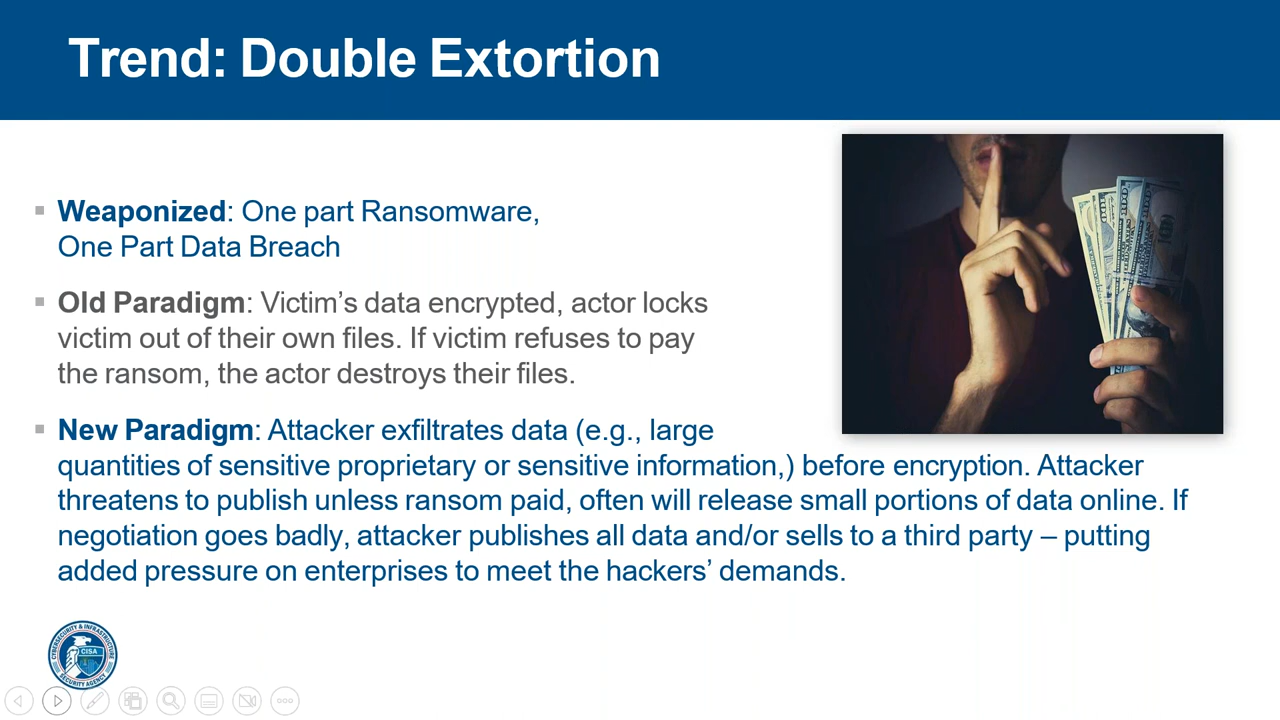 Trend: Double Extortion
Weaponized: One part Ransomware,
One Part Data Breach
Old Paradigm: Victim’s data encrypted, actor locks
victim out of their own files. If victim refuses to pay
the ransom, the actor destroys their files.
New Paradigm: Attacker exfiltrates data (e.g., large
quantities of sensitive proprietary or sensitive information,) before encryption. Attacker
threatens to publish unless ransom paid, often will release small portions of data online. If
negotiation goes badly, attacker publishes all data and/or sells to a third party – putting
added pressure on enterprises to meet the hackers’ demands.
CYBERSECURITY & INFRASTRUCTURE
CISA
SECURITY AGENCY